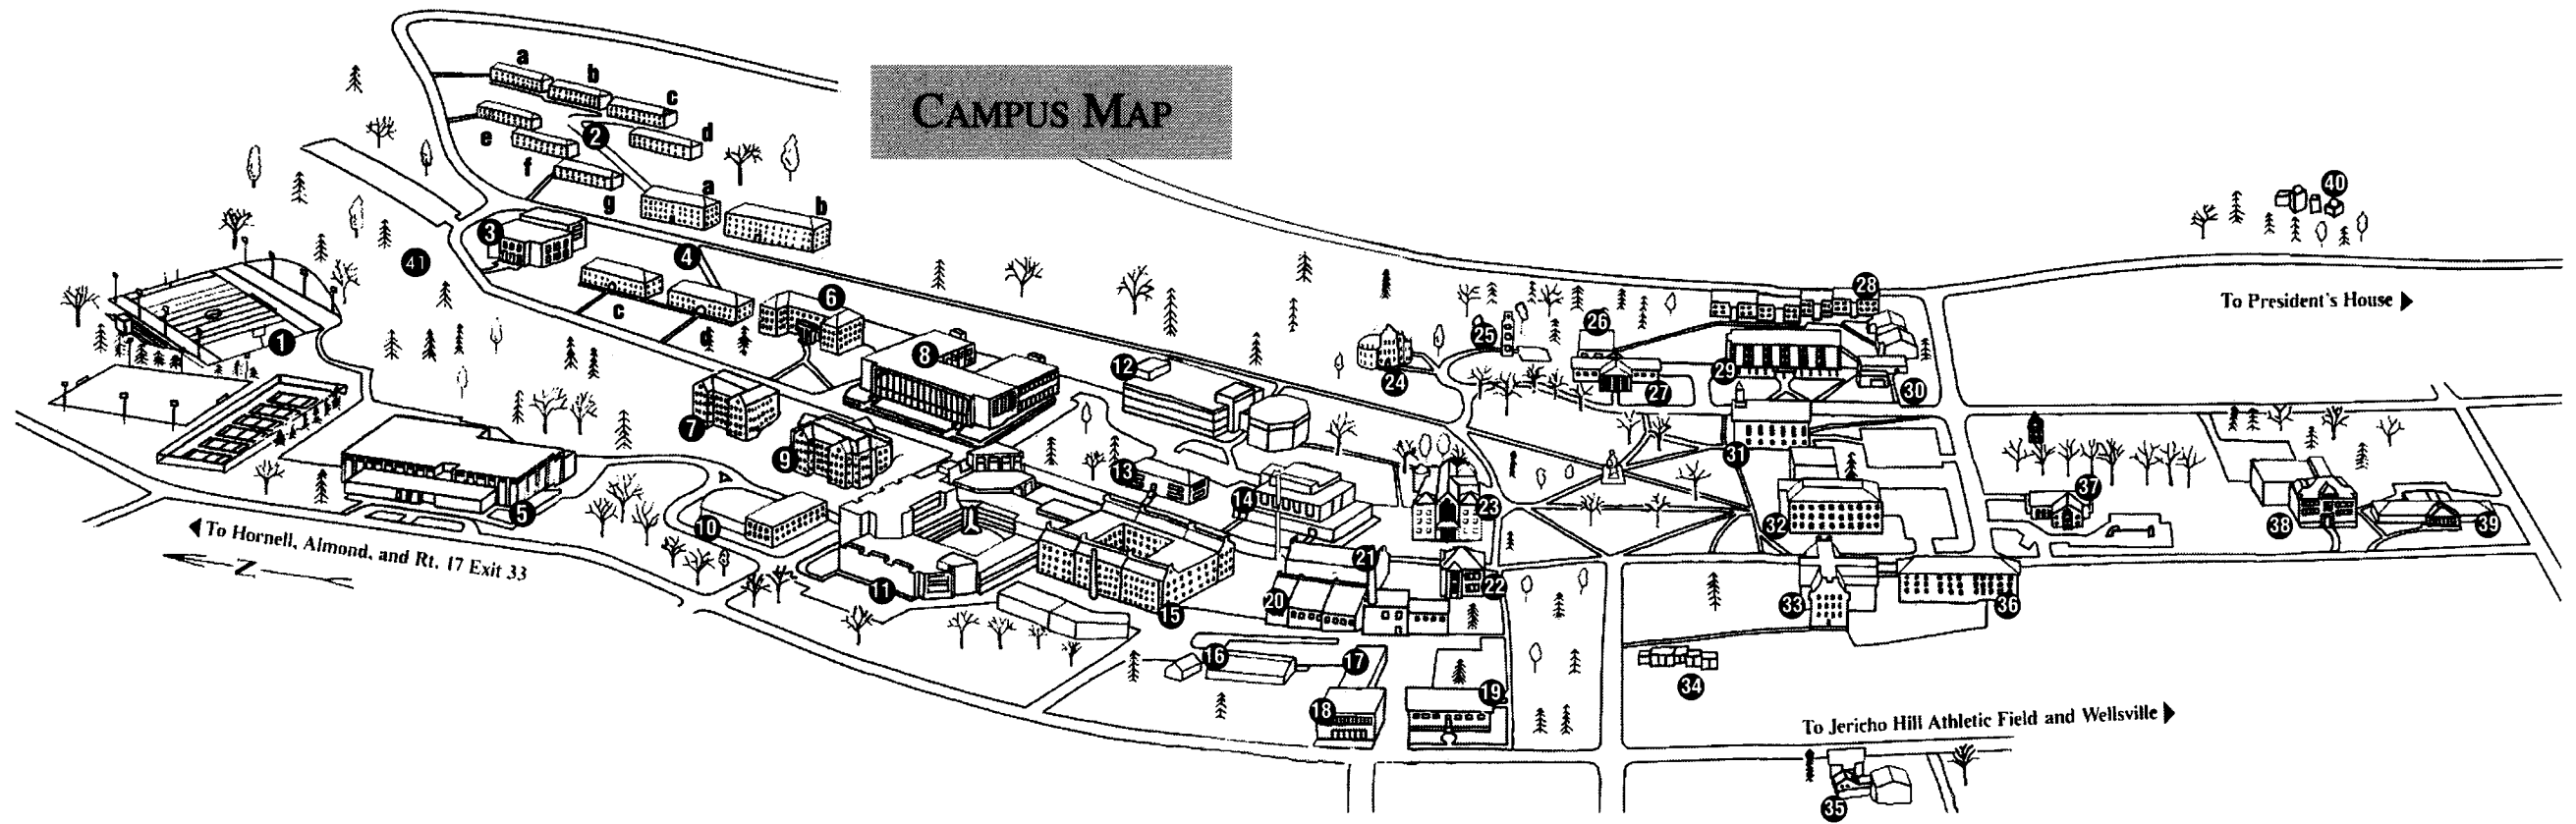 CAMPUS MAP
a
b
c
d
e
f
g
2
a
b
3
4
c
d
41
1
6
7
8
9
5
10
11
12
13
14
15
16
17
18
19
20
21
22
23
24
25
26
27
28
29
30
31
32
33
34
35
36
37
38
39
40
To President's House
To Hornell, Almond, and Rt. 17 Exit 33
N
To Jericho Hill Athletic Field and Wellsville